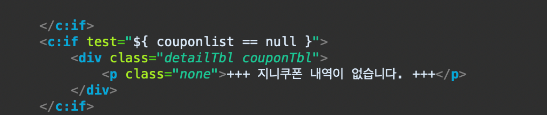 </c:if>
<c:if test="${ couponlist == null }">
<div class="detailTbl couponTbl">
<p class="none">+++ 지니쿠폰 내역이 없습니다. +++</p>
</div>
</c:if>